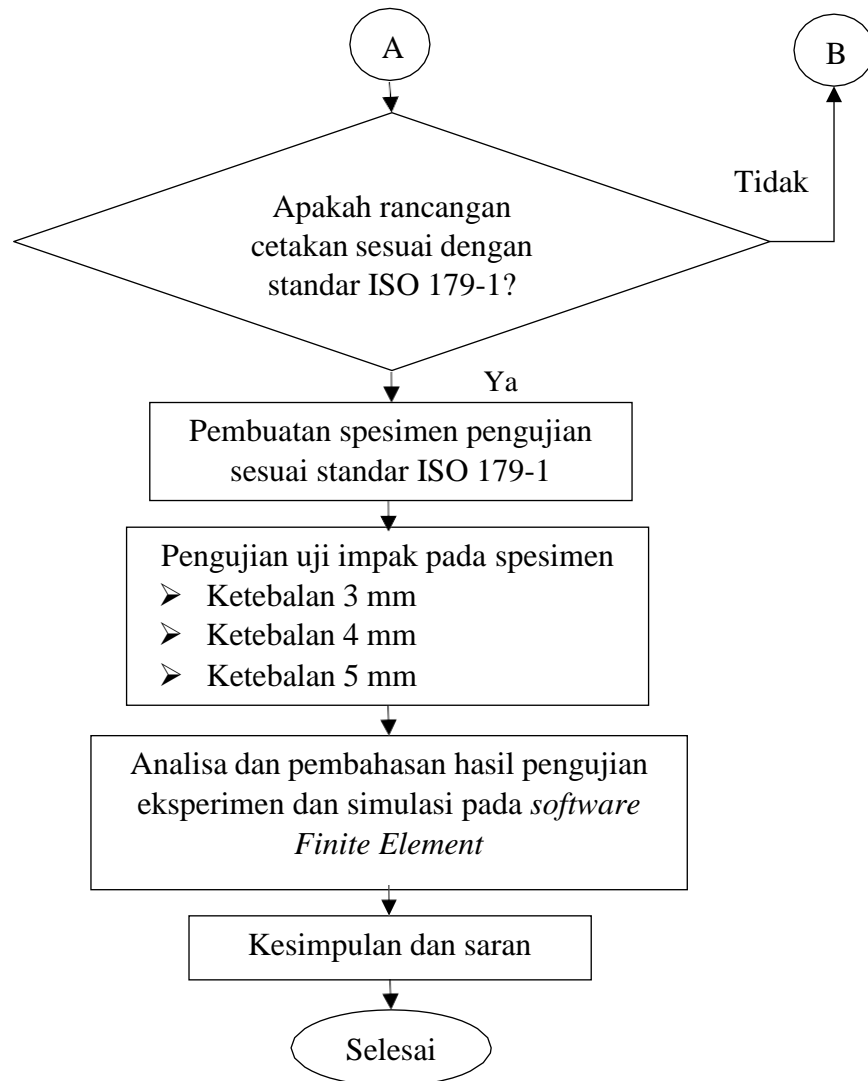 A
B
Tidak
Apakah rancangan
cetakan sesuai dengan
standar ISO 179-1?
Ya
Pembuatan spesimen pengujian
sesuai standar ISO 179-1
Pengujian uji impak pada spesimen
➢ Ketebalan 3 mm
➢ Ketebalan 4 mm
➢ Ketebalan 5 mm
Analisa dan pembahasan hasil pengujian
eksperimen dan simulasi pada software
Finite Element
Kesimpulan dan saran
Selesai